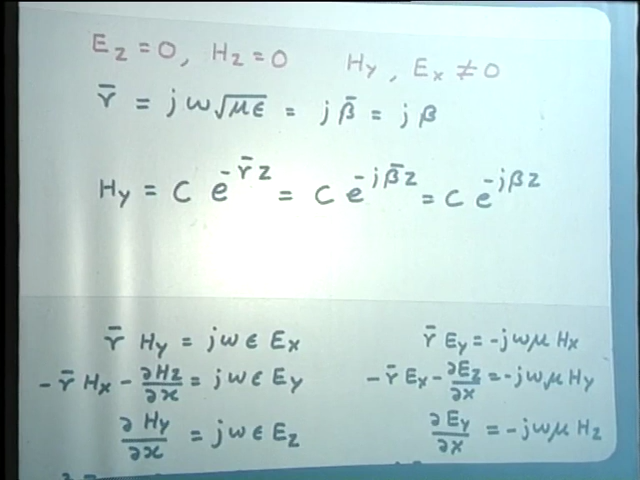 E_z = 0, H_z = 0 H_y, E_x ≠ 0
γ̄ = jω√με = jβ̄ = jβ
H_y = C e^{-γ̄z} = C e^{-jβ̄z} = C e^{-jβz}
γ̄ H_y = jωε E_x γ̄ E_y = -jωμ H_x
-γ̄ H_x - ∂H_z/∂x = jωε E_y -γ̄ E_x - ∂E_z/∂x = -jωμ H_y
∂H_y/∂x = jωε E_z ∂E_y/∂x = -jωμ H_z